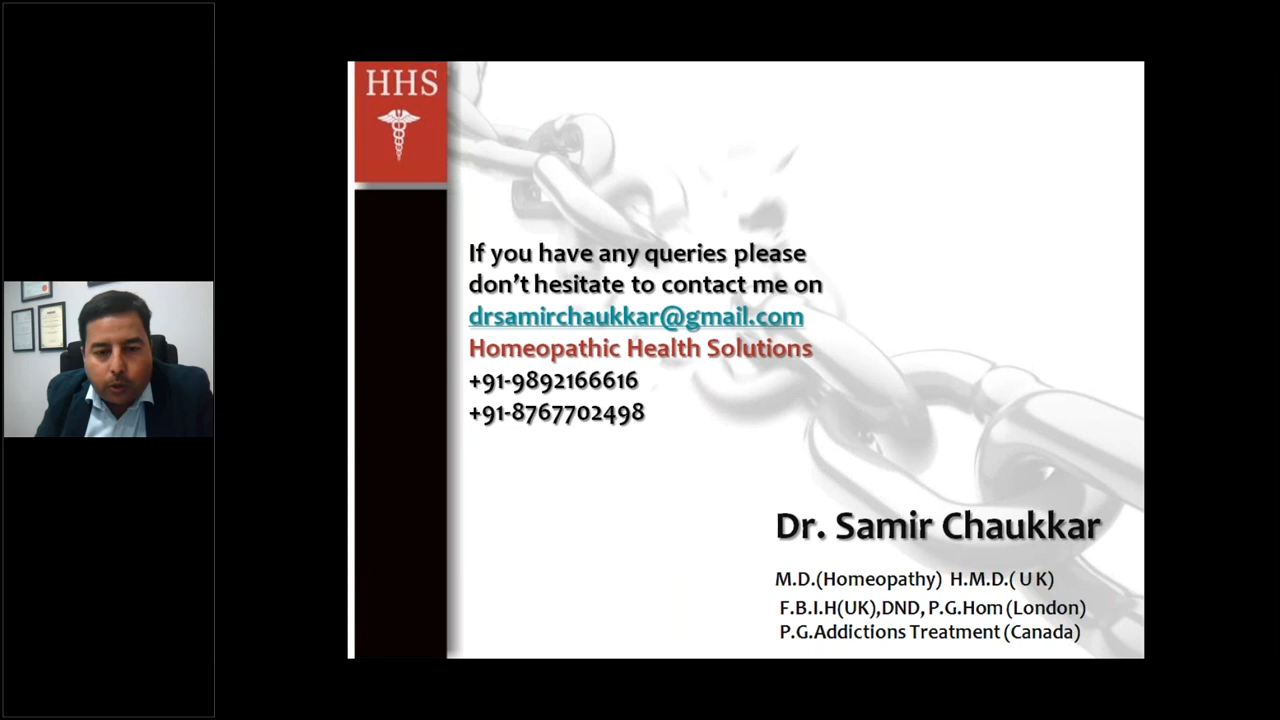 HHS
If you have any queries please
don't hesitate to contact me on
drsamirchaukkar@gmail.com
Homeopathic Health Solutions
+91-9892166616
+91-8767702498
Dr. Samir Chaukkar
M.D.(Homeopathy) H.M.D.( U K)
F.B.I.H(UK),DND, P.G.Hom (London)
P.G.Addictions Treatment (Canada)